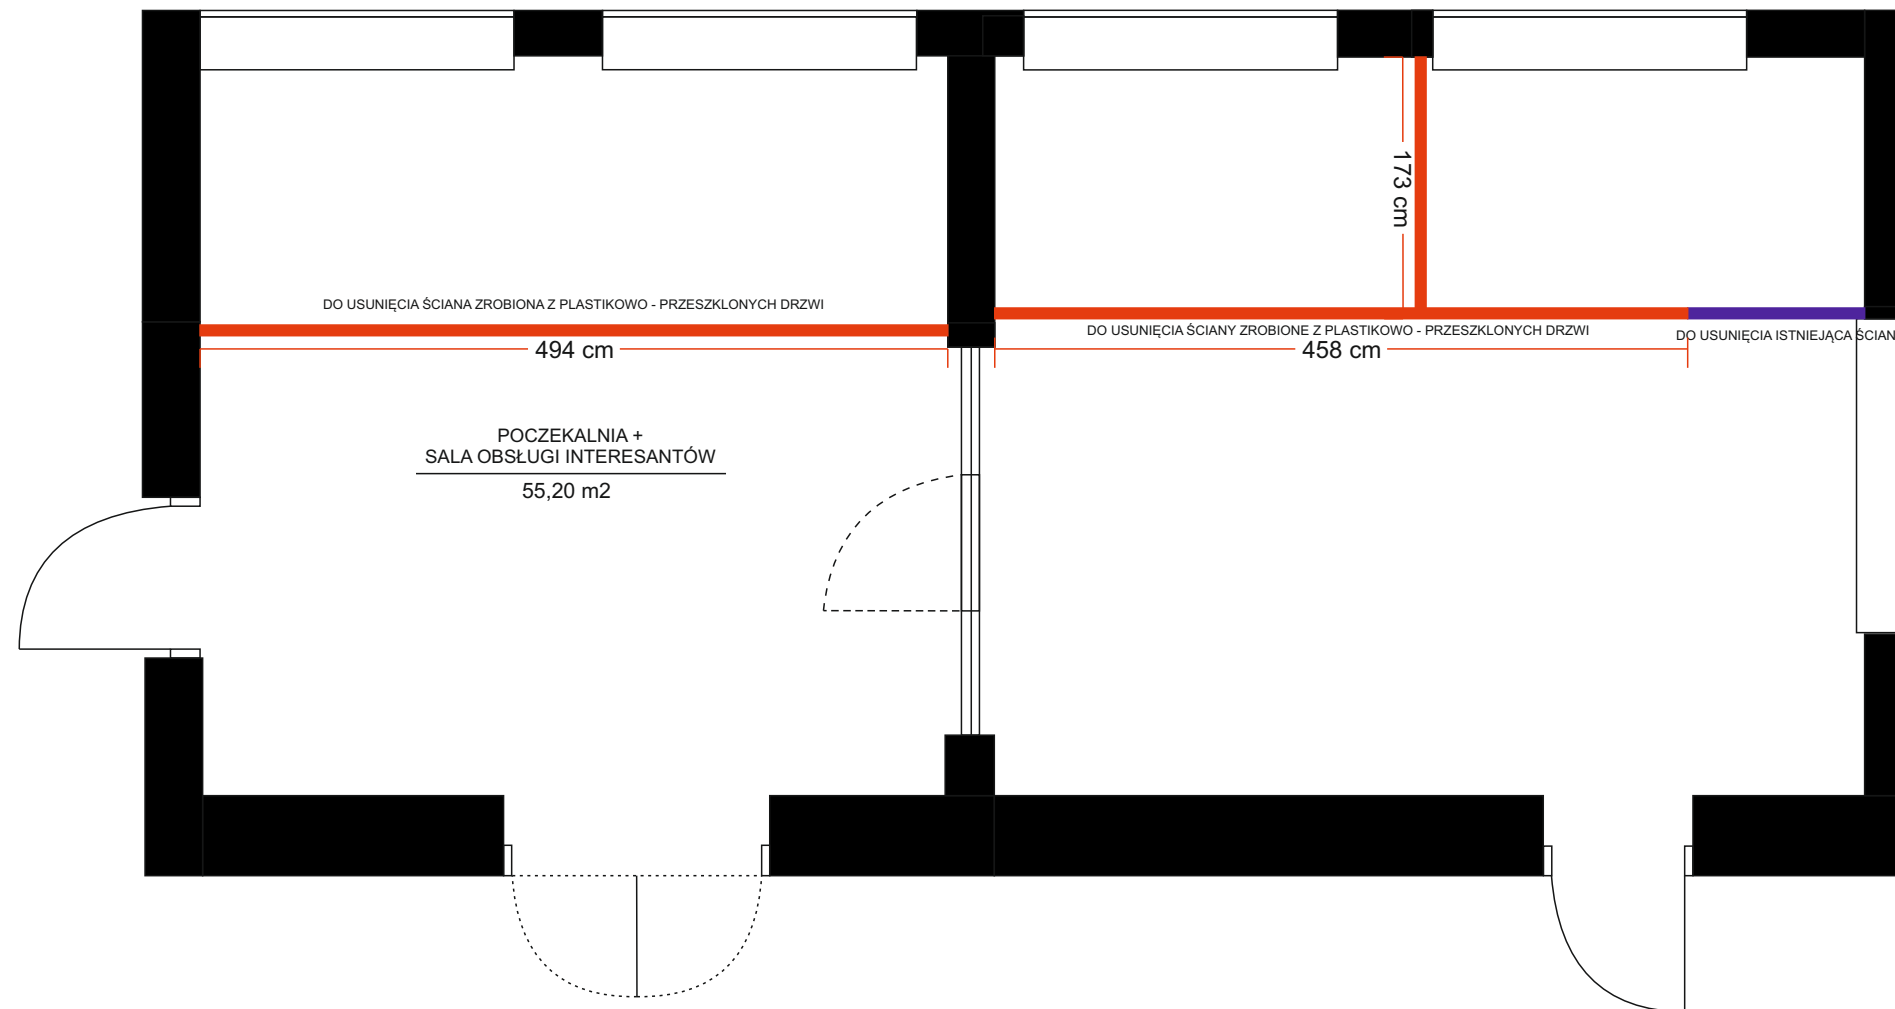 173 cm
DO USUNIĘCIA ŚCIANA ZROBIONA Z PLASTIKOWO - PRZESZKLONYCH DRZWI
494 cm
DO USUNIĘCIA ŚCIANY ZROBIONE Z PLASTIKOWO - PRZESZKLONYCH DRZWI
458 cm
DO USUNIĘCIA ISTNIEJĄCA ŚCIAN
POCZEKALNIA +
SALA OBSŁUGI INTERESANTÓW
55,20 m2